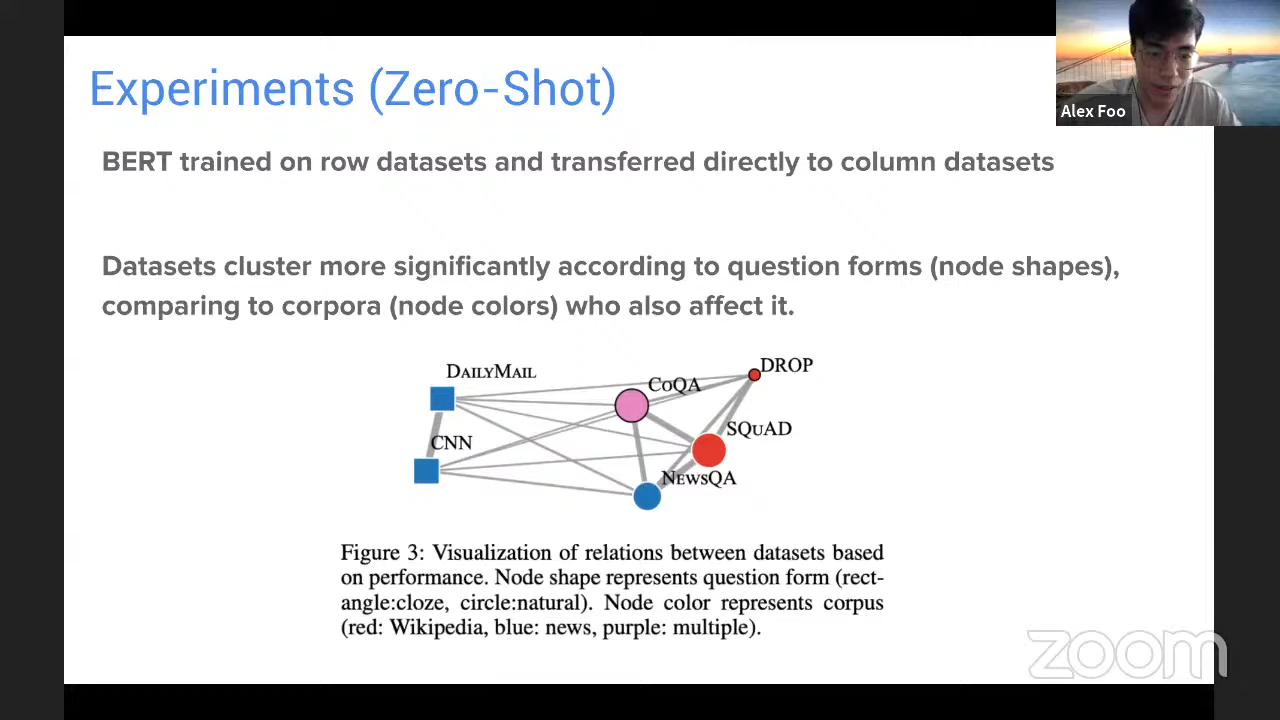 Experiments (Zero-Shot)
Alex Foo
BERT trained on row datasets and transferred directly to column datasets
Datasets cluster more significantly according to question forms (node shapes),
comparing to corpora (node colors) who also affect it.
DAILYMAIL
CNN
COQA
DROP
SQUAD
NEWSQA
Figure 3: Visualization of relations between datasets based
on performance. Node shape represents question form (rect-
angle:cloze, circle:natural). Node color represents corpus
(red: Wikipedia, blue: news, purple: multiple).
zoom